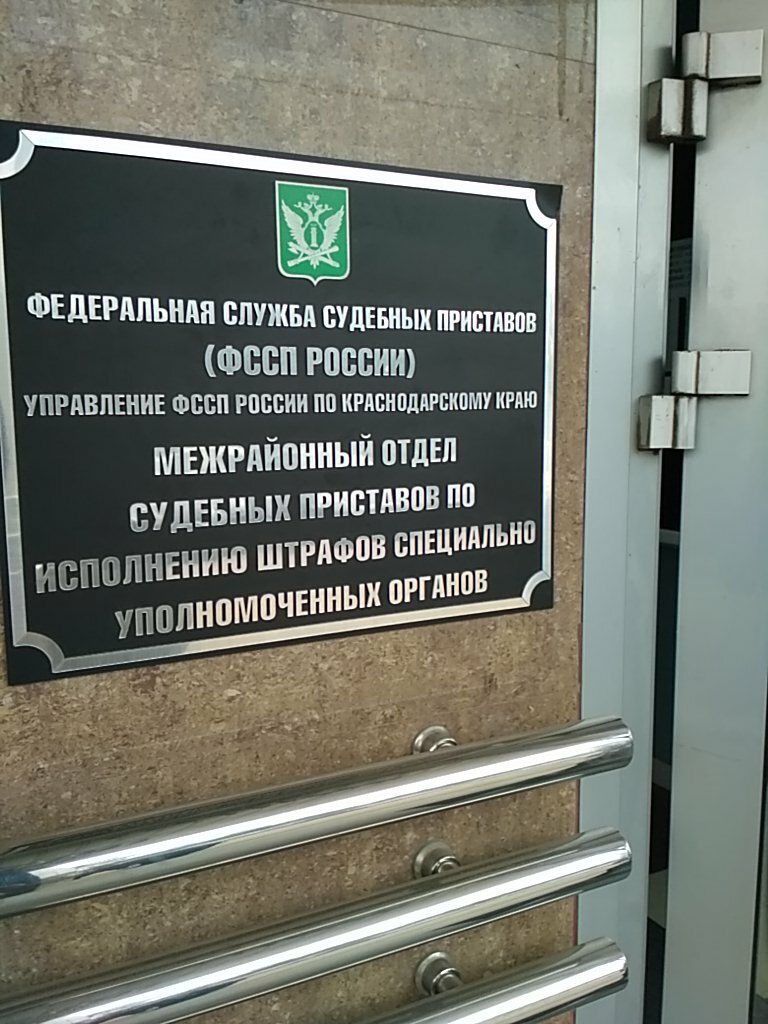 ФЕДЕРАЛЬНАЯ СЛУЖБА СУДЕБНЫХ ПРИСТАВОВ
(ФССП РОССИИ)
УПРАВЛЕНИЕ ФССП РОССИИ ПО КРАСНОДАРСКОМУ КРАЮ
МЕЖРАЙОННЫЙ ОТДЕЛ
СУДЕБНЫХ ПРИСТАВОВ ПО
ИСПОЛНЕНИЮ ШТРАФОВ СПЕЦИАЛЬНО
УПОЛНОМОЧЕННЫХ ОРГАНОВ